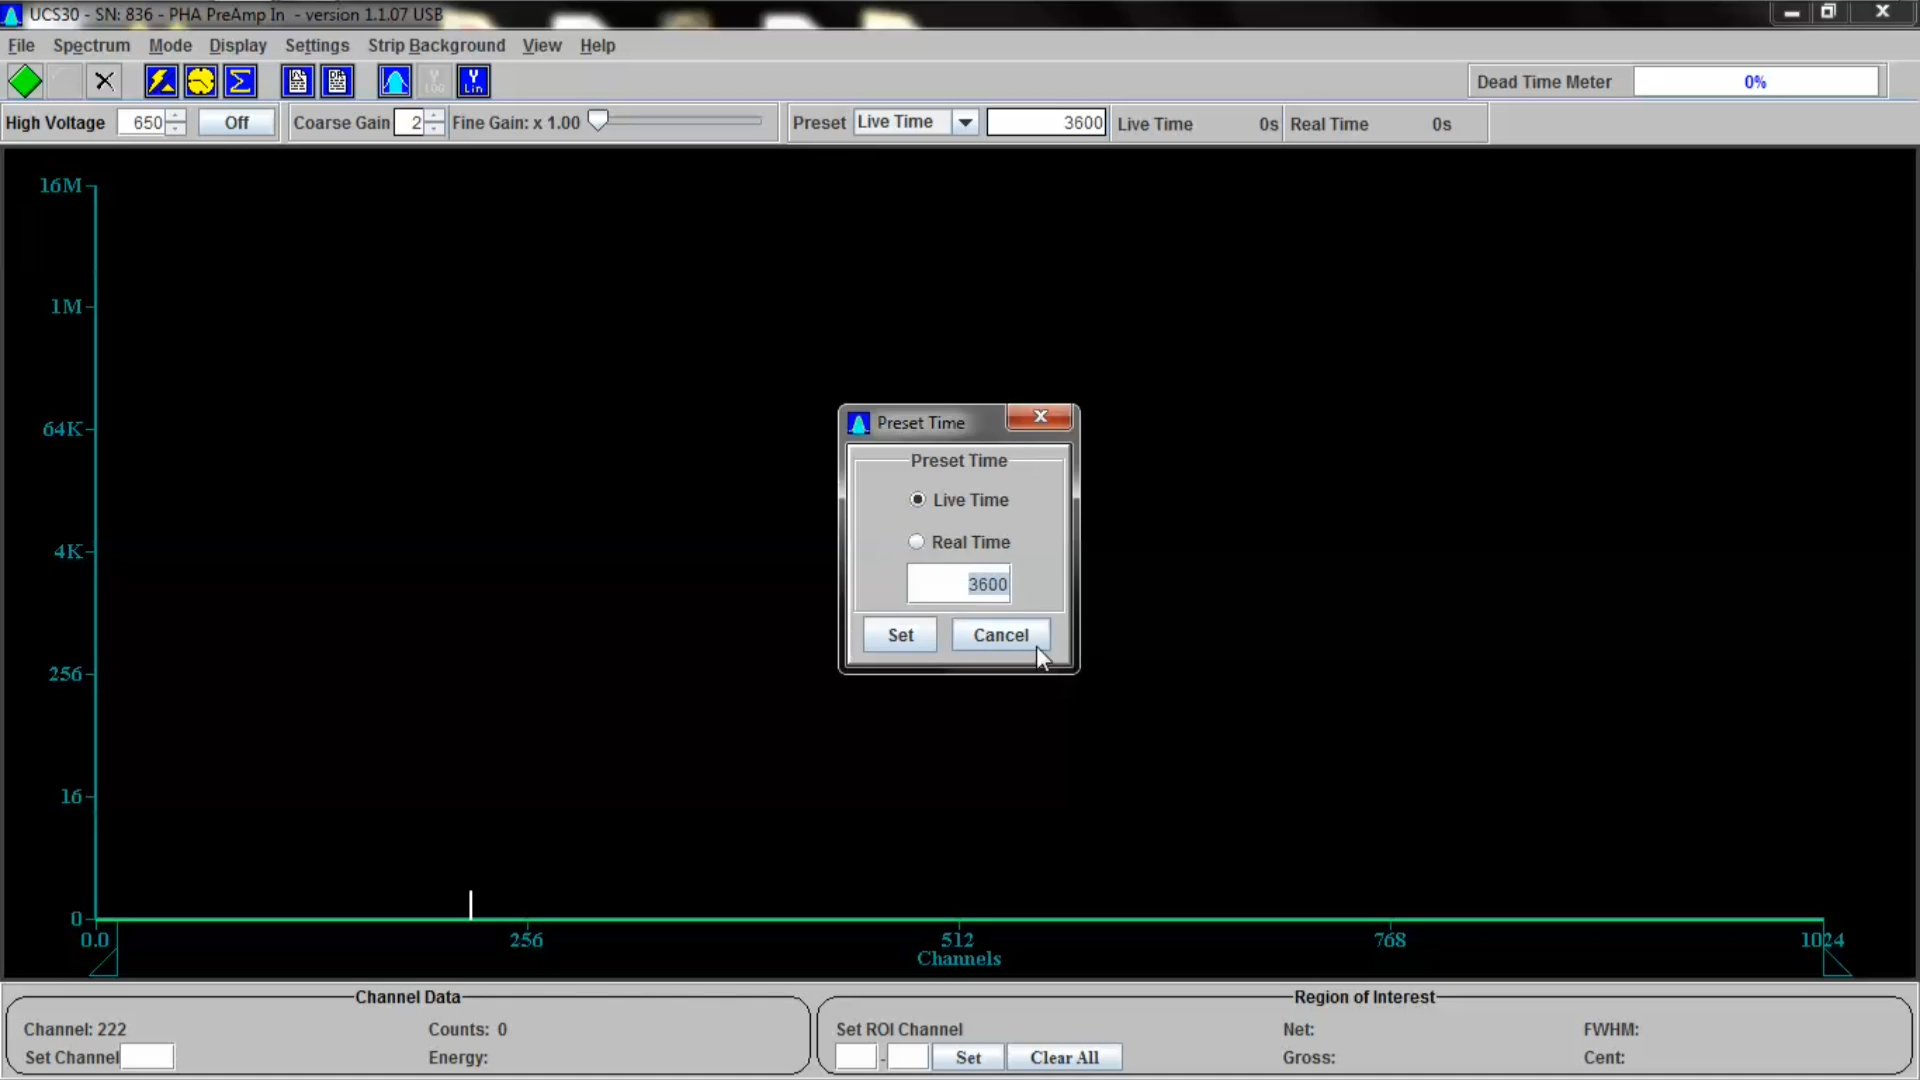 UCS30 - SN: 836 - PHA PreAmp In - version 1.1.07 USB
File Spectrum Mode Display Settings Strip Background View Help
Y LOG
Y Lin
Dead Time Meter 0%
High Voltage 650 Off Coarse Gain 2 Fine Gain: x 1.00 Preset Live Time 3600 Live Time 0s Real Time 0s
16M
1M
64K
4K
256
16
0
Preset Time
Preset Time
Live Time
Real Time
3600
Set Cancel
0.0 256 512 768 1024
Channels
Channel Data
Channel: 222 Counts: 0
Set Channel Energy:
Region of Interest
Set ROI Channel Net: FWHM:
- Set Clear All Gross: Cent: